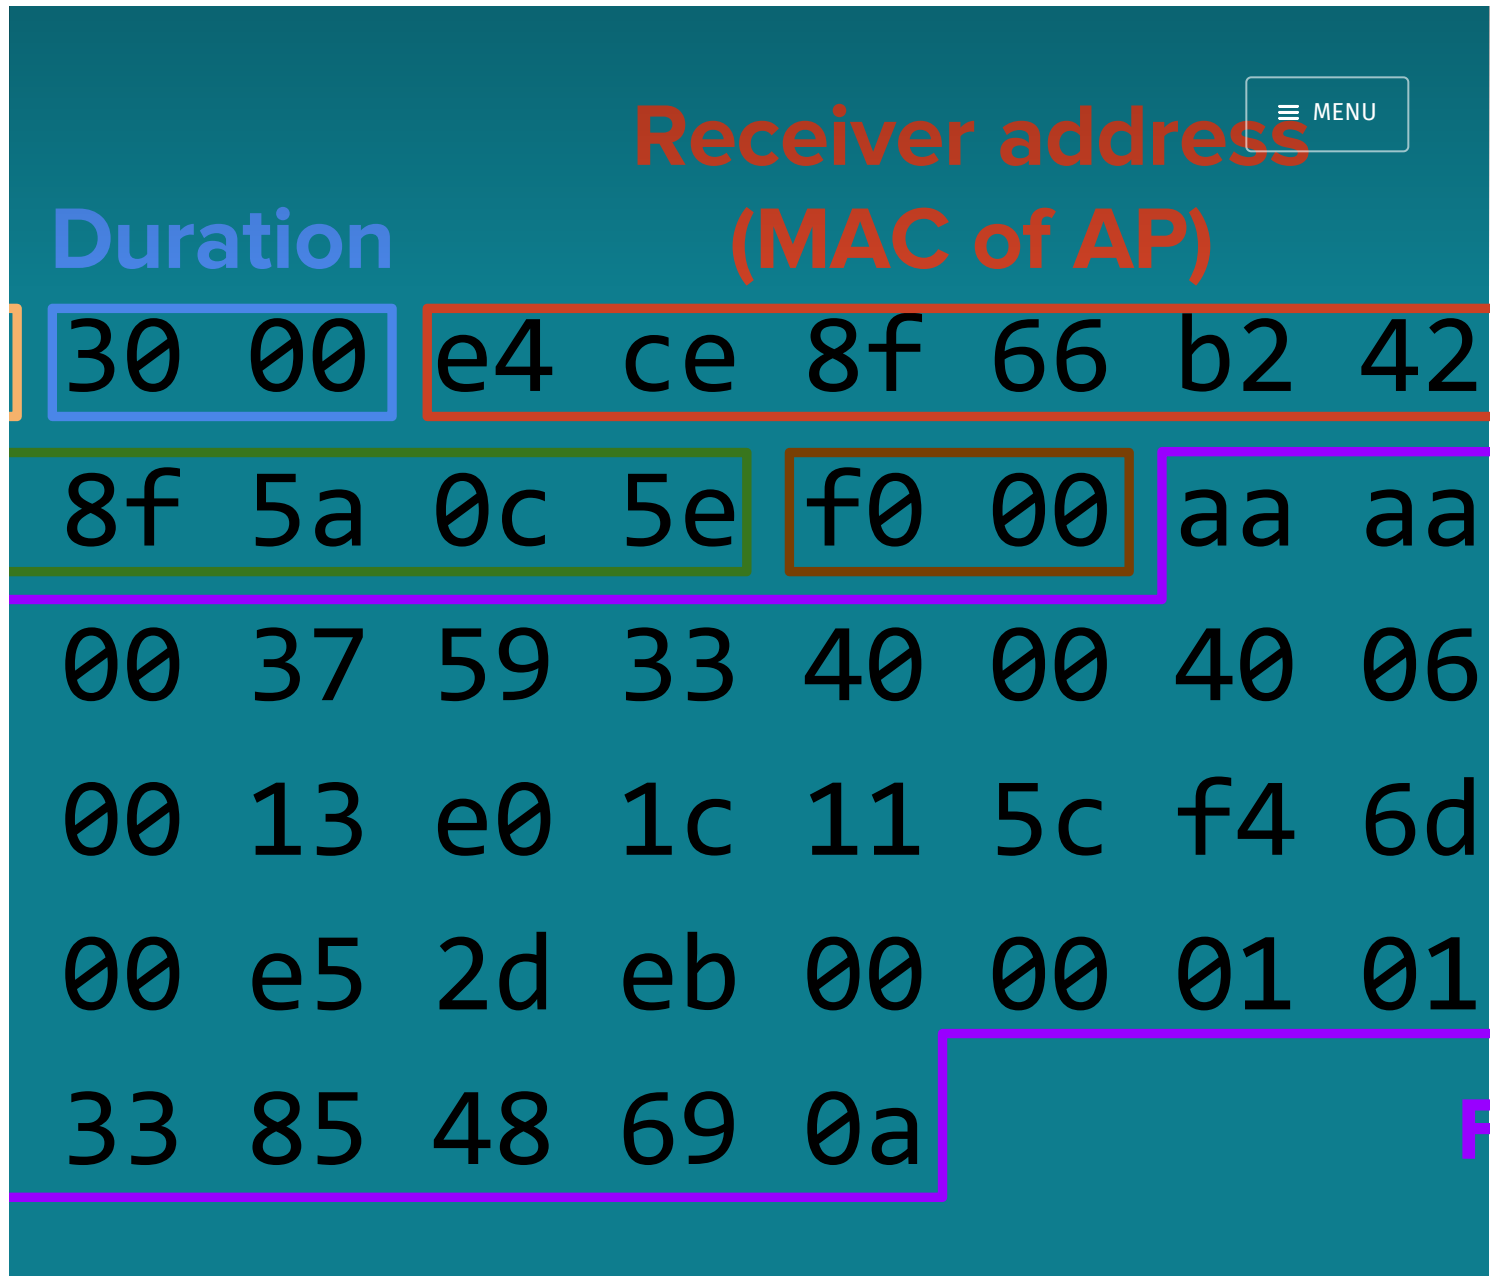 MENU
Receiver address
(MAC of AP)
Duration
30 00 e4 ce 8f 66 b2 42
8f 5a 0c 5e f0 00 aa aa
00 37 59 33 40 00 40 06
00 13 e0 1c 11 5c f4 6d
00 e5 2d eb 00 00 01 01
33 85 48 69 0a